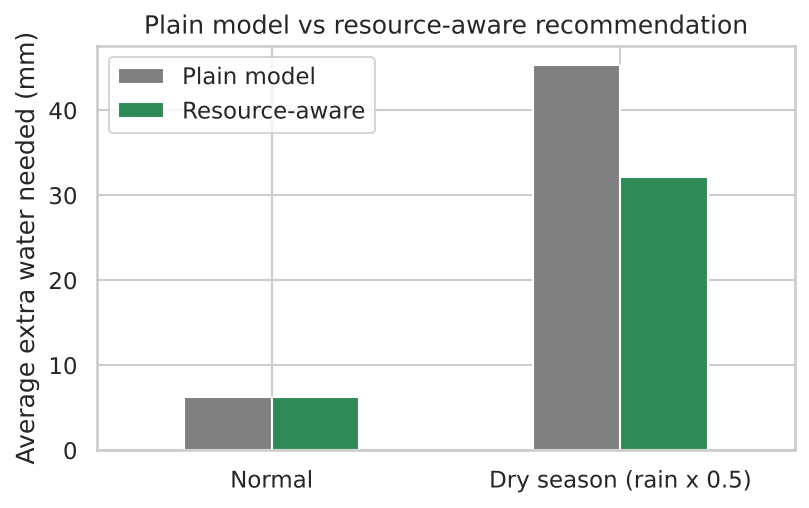 Plain model vs resource-aware recommendation
Plain model
Resource-aware
Average extra water needed (mm)
40
30
20
10
0
Normal
Dry season (rain x 0.5)